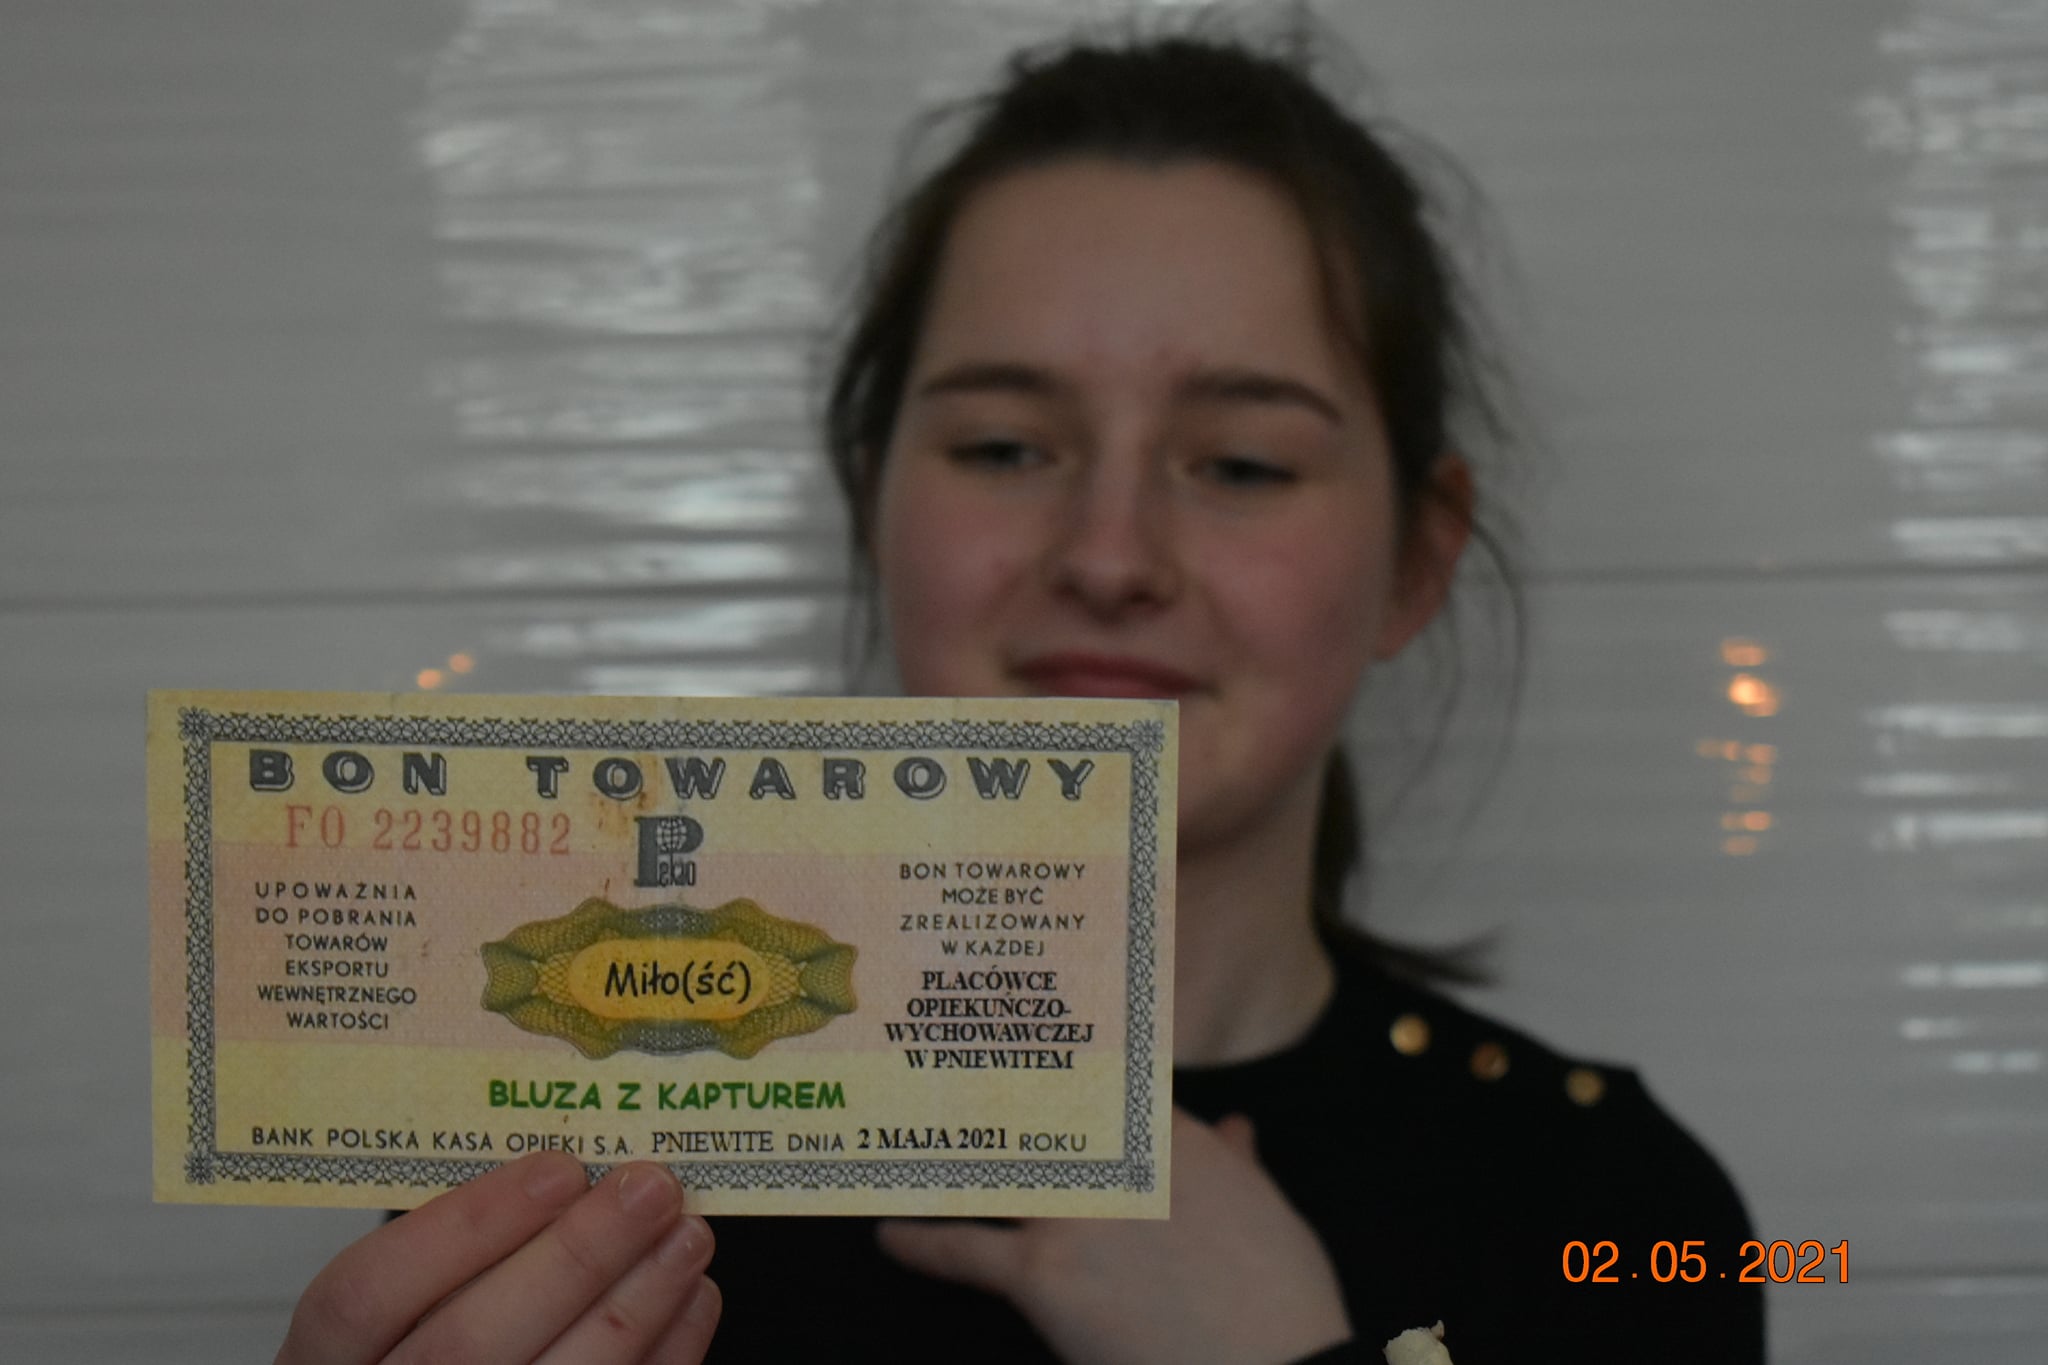 BON TOWAROWY
FO 2239882
Pekao
UPOWAŻNIA
DO POBRANIA
TOWARÓW
EKSPORTU
WEWNĘTRZNEGO
WARTOŚCI
Miło(ść)
BON TOWAROWY
MOŻE BYĆ
ZREALIZOWANY
W KAŻDEJ
PLACÓWCE
OPIEKUŃCZO-
WYCHOWAWCZEJ
W PNIEWITEM
BLUZA Z KAPTUREM
BANK POLSKA KASA OPIEKI S.A. PNIEWITE DNIA 2 MAJA 2021 ROKU
02.05.2021